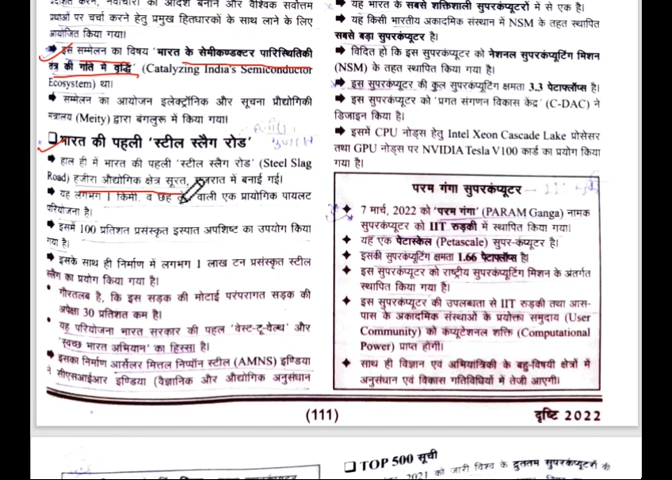 प्रथाओं पर चर्चा करने हेतु प्रमुख हितधारकों के साथ लाने के लिए
आयोजित किया गया।
इस सम्मेलन का विषय 'भारत के सेमीकण्डक्टर पारिस्थितिकी
तंत्र की गति में वृद्धि' (Catalyzing India's Semiconductor
Ecosystem) था।
सम्मेलन का आयोजन इलेक्ट्रॉनिक और सूचना प्रौद्योगिकी
मंत्रालय (Meity) द्वारा बंगलुरू में किया गया।
भारत की पहली 'स्टील स्लैग रोड'
हाल ही में भारत की पहली 'स्टील स्लैग रोड' (Steel Slag
Road) हजीरा औद्योगिक क्षेत्र सूरत, गुजरात में बनाई गई।
यह लगभग 1 किमी. व छह वाली एक प्रायोगिक पायलट
परियोजना है।
इसमें 100 प्रतिशत प्रसंस्कृत इस्पात अपशिष्ट का उपयोग किया
गया है।
इसके साथ ही निर्माण में लगभग 1 लाख टन प्रसंस्कृत स्टील
स्लैग का प्रयोग किया गया है।
गौरतलब है, कि इस सड़क की मोटाई परंपरागत सड़क की
अपेक्षा 30 प्रतिशत कम है।
यह परियोजना भारत सरकार की पहल 'वेस्ट-टू-वेल्थ' और
'स्वच्छ भारत अभियान' का हिस्सा है।
इसका निर्माण आर्सेलर मित्तल निप्पॉन स्टील (AMNS) इण्डिया
ने सीएसआईआर इण्डिया (वैज्ञानिक और औद्योगिक अनुसंधान
यह भारत के सबसे शक्तिशाली सुपरकंप्यूटरों में से एक है।
यह किसी भारतीय अकादमिक संस्थान में NSM के तहत स्थापित
सबसे बड़ा सुपरकंप्यूटर है।
विदित हो कि इस सुपरकंप्यूटर को नेशनल सुपरकंप्यूटिंग मिशन
(NSM) के तहत स्थापित किया गया है।
इस सुपरकंप्यूटर की कुल सुपरकंप्यूटिंग क्षमता 3.3 पेटाफ्लॉप्स है।
इस सुपरकंप्यूटर को 'प्रगत संगणन विकास केंद्र' (C-DAC) ने
डिजाइन किया है।
इसमें CPU नोड्स हेतु Intel Xeon Cascade Lake प्रोसेसर
तथा GPU नोड्स पर NVIDIA Tesla V100 कार्ड का प्रयोग किया
गया है।
परम गंगा सुपरकंप्यूटर
7 मार्च, 2022 को 'परम गंगा' (PARAM Ganga) नामक
सुपरकंप्यूटर को IIT रुड़की में स्थापित किया गया।
यह एक पेटास्केल (Petascale) सुपर-कंप्यूटर है।
इसकी सुपरकंप्यूटिंग क्षमता 1.66 पेटाफ्लॉप्स है।
इस सुपरकंप्यूटर को राष्ट्रीय सुपरकंप्यूटिंग मिशन के अंतर्गत
स्थापित किया गया है।
इस सुपरकंप्यूटर की उपलब्धता से IIT रुड़की तथा आस-
पास के अकादमिक संस्थाओं के प्रयोक्ता समुदाय (User
Community) को कंप्यूटेशनल शक्ति (Computational
Power) प्राप्त होगी।
साथ ही विज्ञान एवं अभियांत्रिकी के बहु-विषयी क्षेत्रों में
अनुसंधान एवं विकास गतिविधियों में तेजी आएगी।
(111)
दृष्टि 2022
TOP 500 सूची
2021 को जारी विश्व के द्रुततम सुपरकंप्यूटरों की